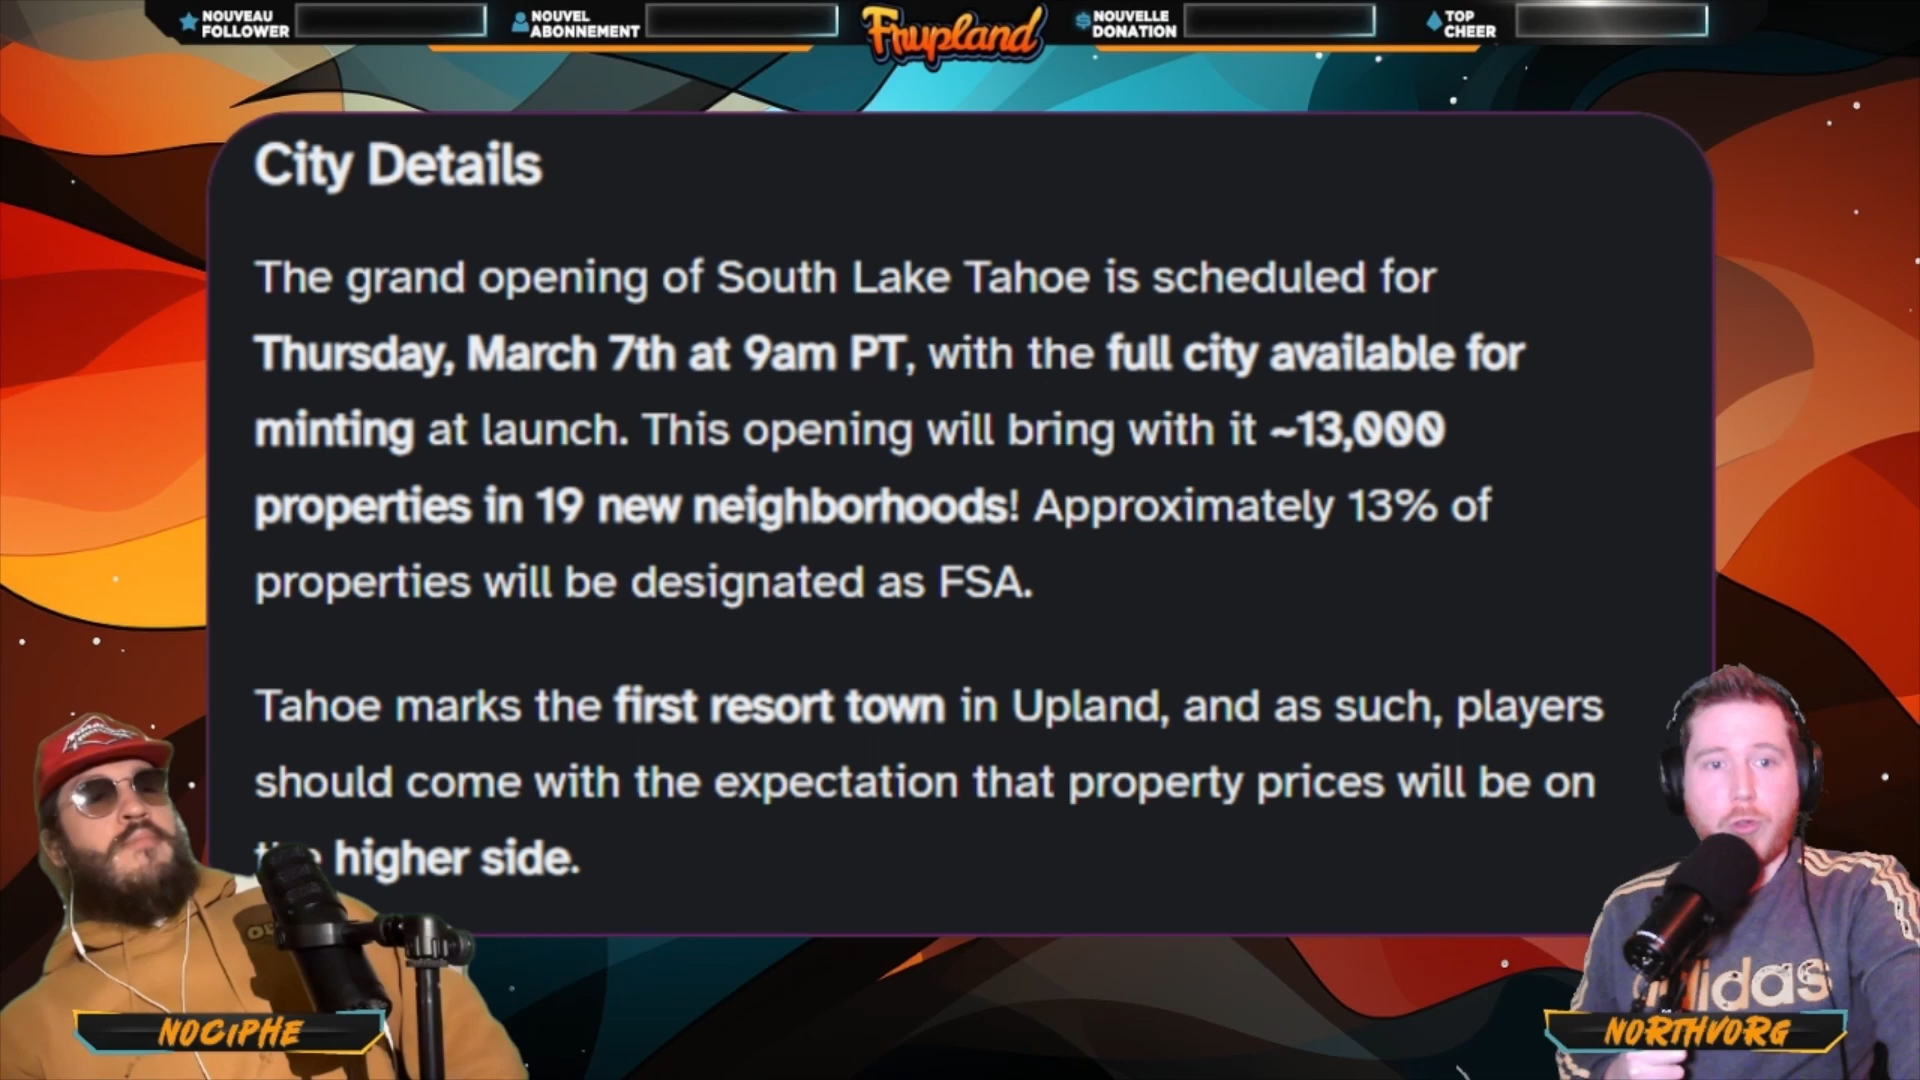 NOUVEAU
FOLLOWER
NOUVEL
ABONNEMENT
Frupland
NOUVELLE
DONATION
TOP
CHEER
City Details
The grand opening of South Lake Tahoe is scheduled for
Thursday, March 7th at 9am PT, with the full city available for
minting at launch. This opening will bring with it ~13,000
properties in 19 new neighborhoods! Approximately 13% of
properties will be designated as FSA.
Tahoe marks the first resort town in Upland, and as such, players
should come with the expectation that property prices will be on
higher side.
NOCIPHE
NORTHVORG